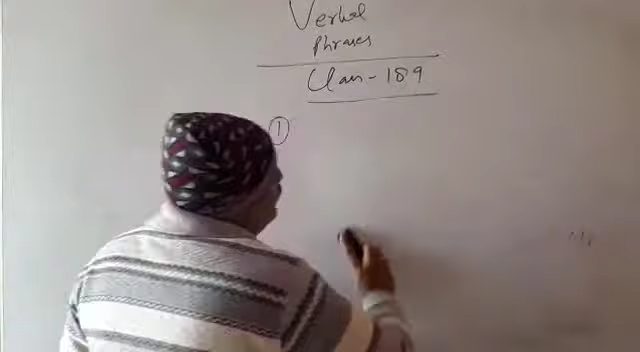 Verbal
Phrases
Class - 189
①